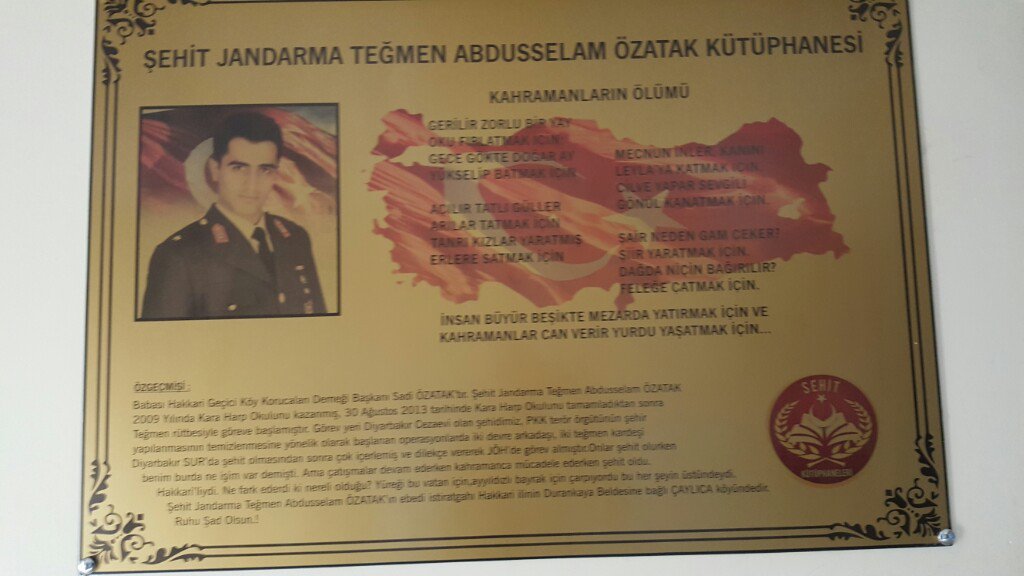 ŞEHİT JANDARMA TEĞMEN ABDUSSELAM ÖZATAK KÜTÜPHANESİ
KAHRAMANLARIN ÖLÜMÜ
GERİLİR ZORLU BİR YAY
OKU FIRLATMAK İÇİN;
GECE GÖKTE DOĞAR AY
YÜKSELİP BATMAK İÇİN.
AÇILIR TATLI GÜLLER
ARILAR TATMAK İÇİN
TANRI KIZLAR YARATMIŞ
ERLERE SATMAK İÇİN
MECNUN İNLER, KANINI
LEYLA'YA KATMAK İÇİN.
CİLVE YAPAR SEVGİLİ
GÖNÜL KANATMAK İÇİN.
ŞAİR NEDEN GAM ÇEKER?
ŞİİR YARATMAK İÇİN.
DAĞDA NİÇİN BAĞIRILIR?
FELEĞE ÇATMAK İÇİN.
İNSAN BÜYÜR BEŞİKTE MEZARDA YATIRMAK İÇİN VE
KAHRAMANLAR CAN VERİR YURDU YAŞATMAK İÇİN...
ÖZGEÇMİŞİ :
Babası Hakkari Geçici Köy Korucaları Derneği Başkanı Sadi ÖZATAK'tır. Şehit Jandarma Teğmen Abdusselam ÖZATAK
2009 Yılında Kara Harp Okulunu kazanmış, 30 Ağustos 2013 tarihinde Kara Harp Okulunu tamamladıktan sonra
Teğmen rütbesiyle göreve başlamıştır. Görev yeri Diyarbakır Cezaevi olan şehidimiz, PKK terör örgütünün şehir
yapılanmasının temizlenmesine yönelik olarak başlanan operasyonlarda iki devre arkadaşı, iki teğmen kardeşi
Diyarbakır SUR'da şehit olmasından sonra çok içerlemiş ve dilekçe vererek JÖH'de görev almıştır.Onlar şehit olurken
benim burda ne işim var demişti. Ama çatışmalar devam ederken kahramanca mücadele ederken şehit oldu.
Hakkari'liydi. Ne fark ederdi ki nereli olduğu? Yüreği bu vatan için,ayyıldızlı bayrak için çarpıyordu bu her şeyin üstündeydi.
Şehit Jandarma Teğmen Abdusselam ÖZATAK'ın ebedi istiratgahı Hakkari ilinin Durankaya Beldesine bağlı ÇAYLICA köyündedir.
Ruhu Şad Olsun.!
ŞEHİT
KÜTÜPHANELERİ